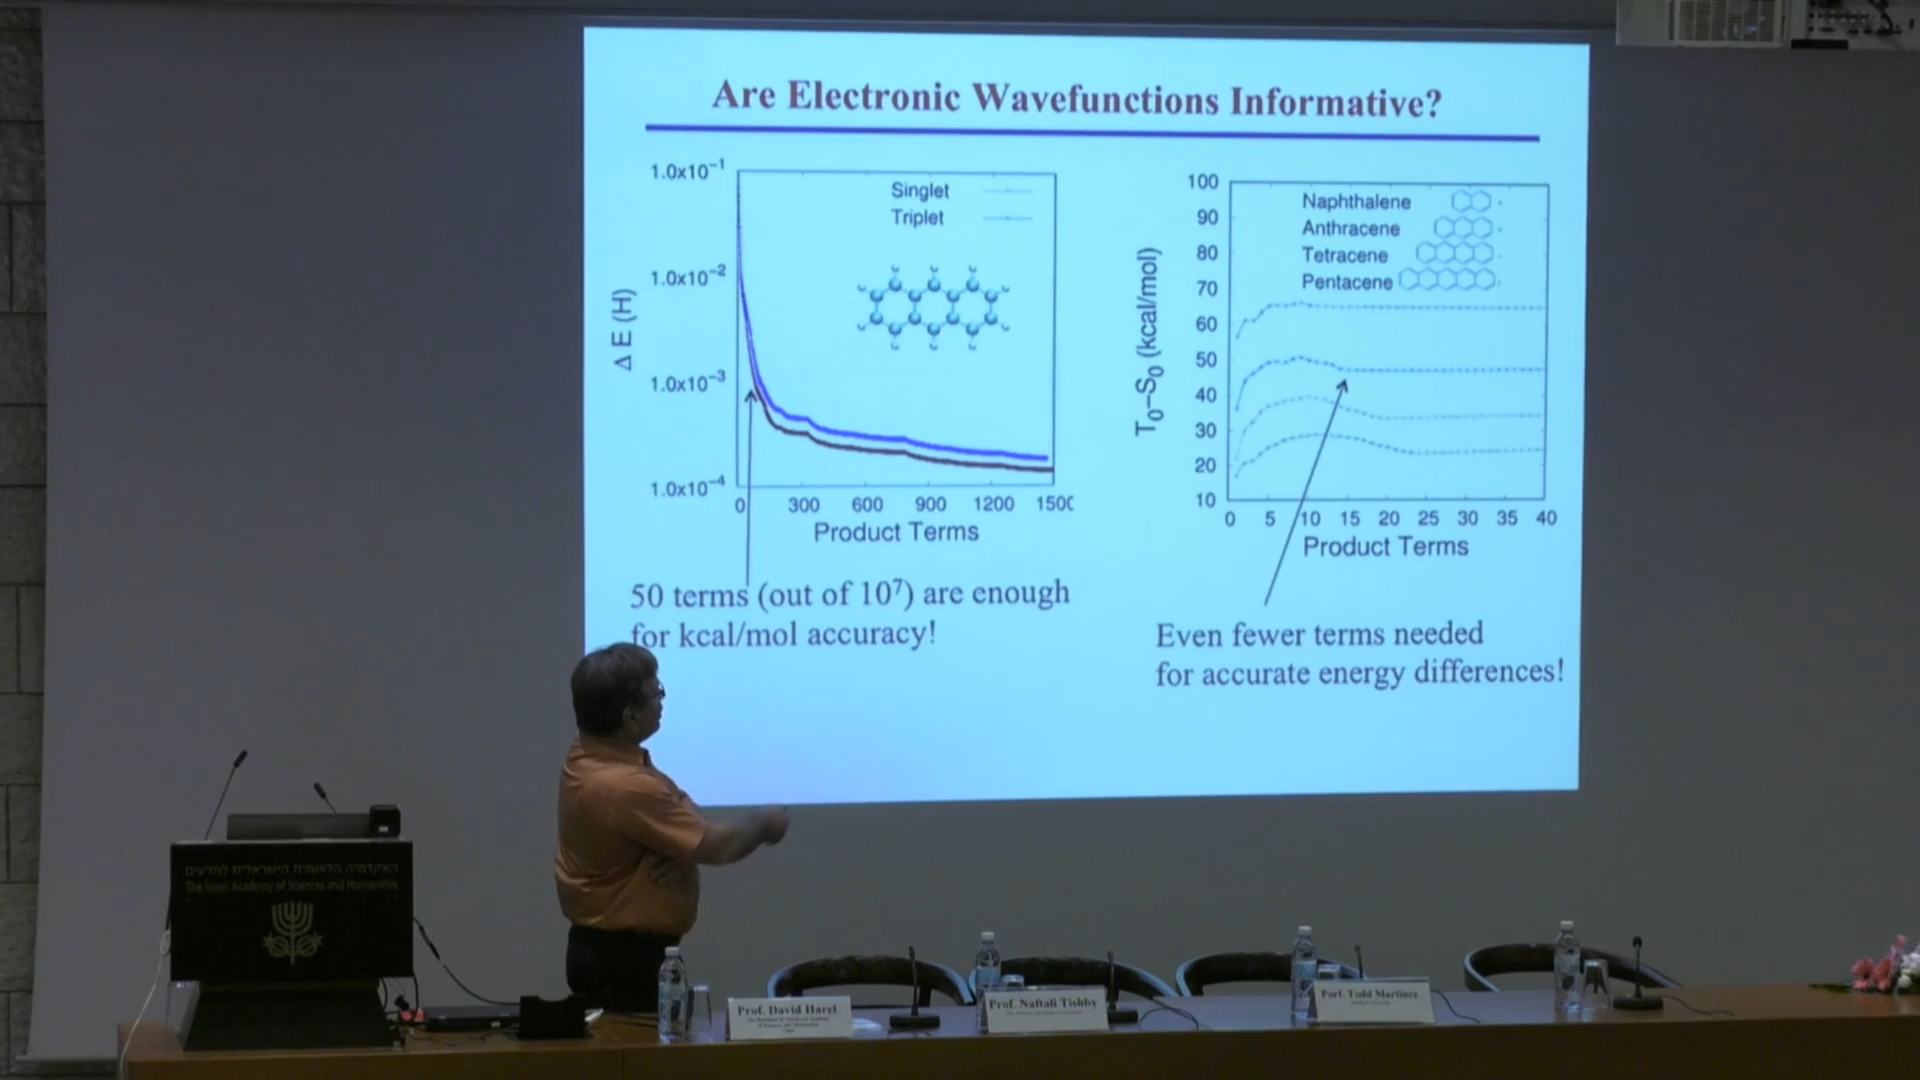 Are Electronic Wavefunctions Informative?
1.0x10⁻¹
1.0x10⁻²
1.0x10⁻³
1.0x10⁻⁴
Δ E (H)
Singlet
Triplet
0 300 600 900 1200 1500
Product Terms
50 terms (out of 10⁷) are enough
for kcal/mol accuracy!
100
90
80
70
60
50
40
30
20
10
T₀–S₀ (kcal/mol)
Naphthalene
Anthracene
Tetracene
Pentacene
0 5 10 15 20 25 30 35 40
Product Terms
Even fewer terms needed
for accurate energy differences!
האקדמיה הלאומית הישראלית למדעים
The Israel Academy of Sciences and Humanities
Prof. David Harel
Prof. Naftali Tishby
Porf. Todd Martinez